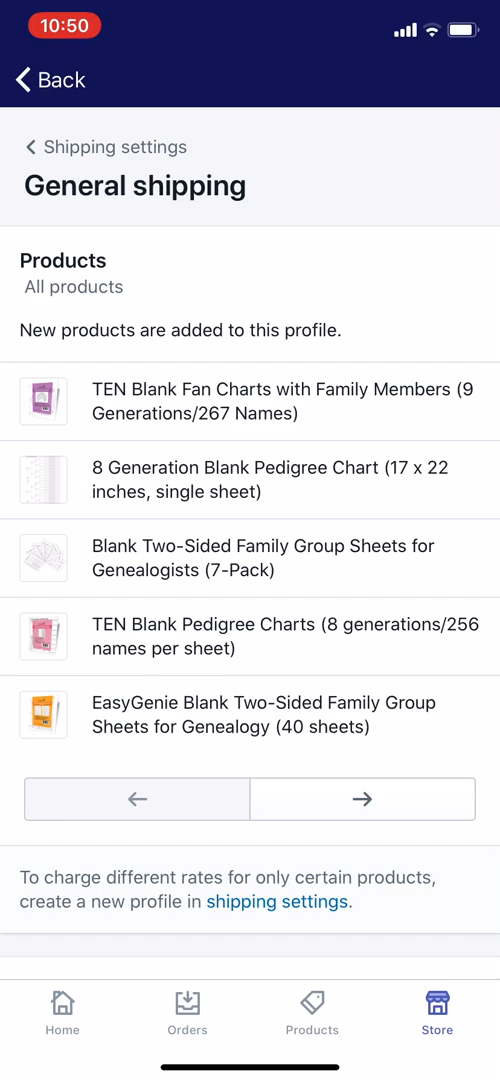 10:50
Back
Shipping settings
General shipping
Products
All products
New products are added to this profile.
TEN Blank Fan Charts with Family Members (9
Generations/267 Names)
8 Generation Blank Pedigree Chart (17 x 22
inches, single sheet)
Blank Two-Sided Family Group Sheets for
Genealogists (7-Pack)
TEN Blank Pedigree Charts (8 generations/256
names per sheet)
EasyGenie Blank Two-Sided Family Group
Sheets for Genealogy (40 sheets)
To charge different rates for only certain products,
create a new profile in shipping settings.
Home Orders Products Store